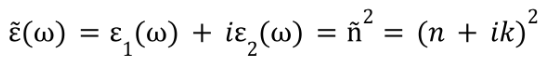 ε̃(ω) = ε₁(ω) + iε₂(ω) = ñ² = (n + ik)²